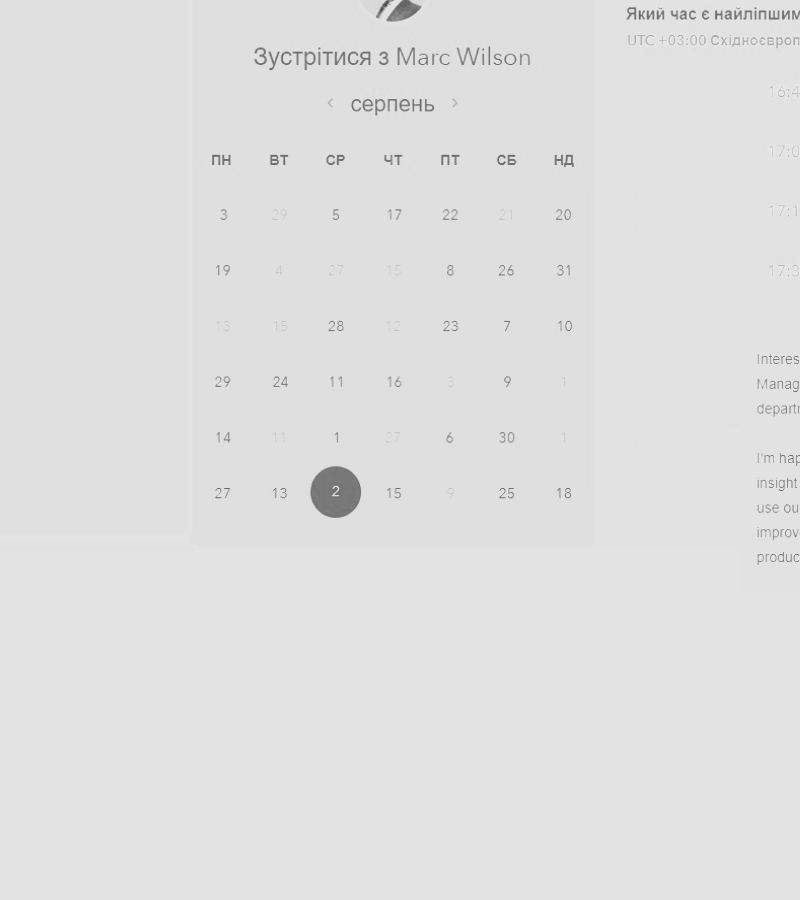 Зустрітися з Marc Wilson
‹ серпень ›
ПН ВТ СР ЧТ ПТ СБ НД
3 29 5 17 22 21 20
19 4 27 15 8 26 31
13 15 28 12 23 7 10
29 24 11 16 3 9 1
14 11 1 27 6 30 1
27 13 2 15 9 25 18
Який час є найліпшим
UTC +03:00 Східноєвроп
16:4
17:0
17:1
17:3
Interes
Manag
depart
I'm hap
insight
use ou
improv
produc